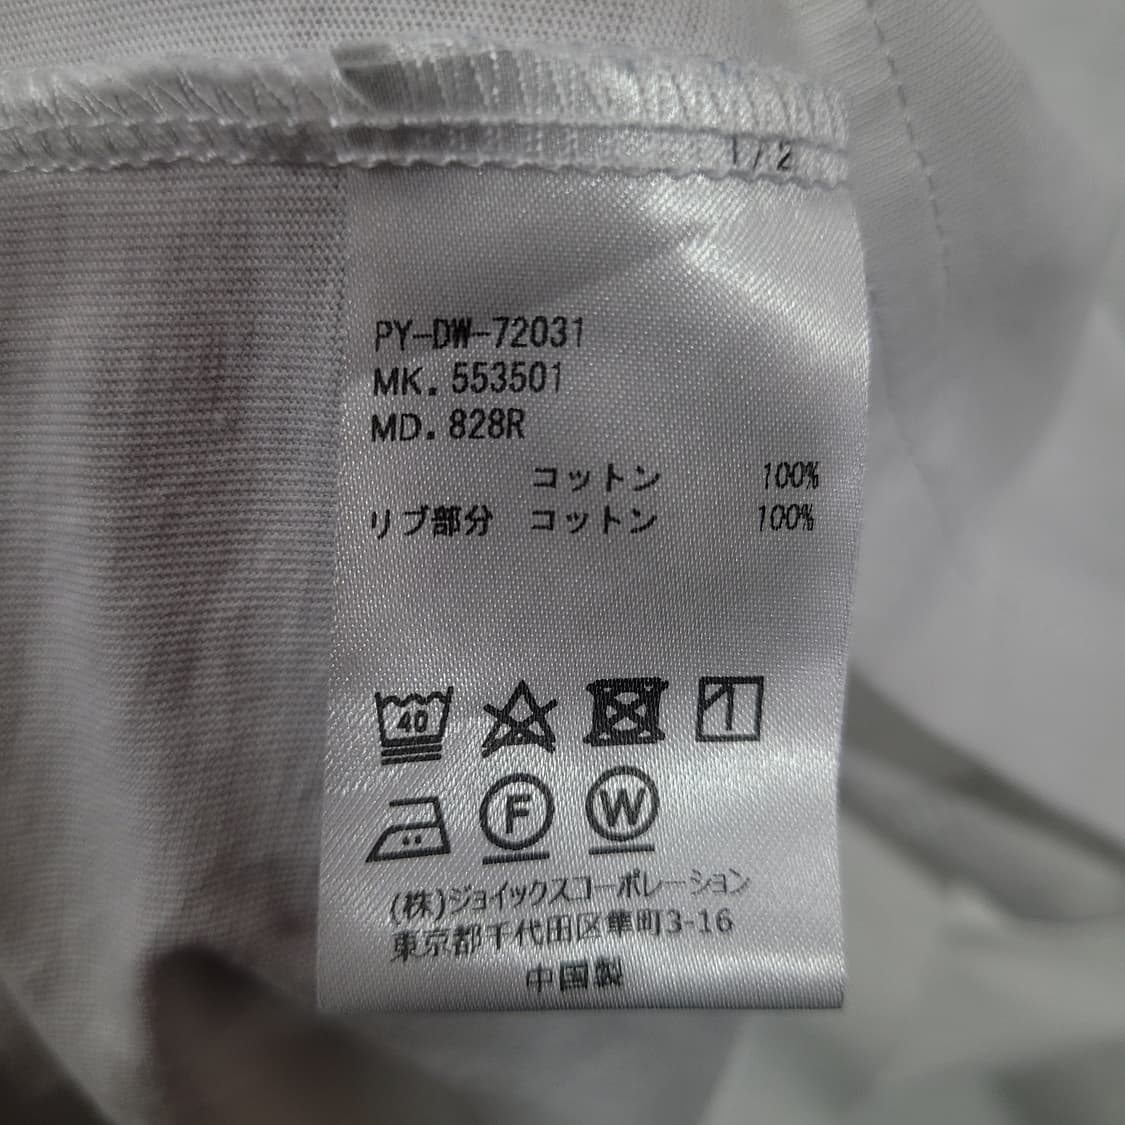 1/2
PY-DW-72031
MK. 553501
MD. 828R
コットン 100%
リブ部分 コットン 100%
40
F W
(株)ジョイックスコーポレーション
東京都千代田区隼町3-16
中国製